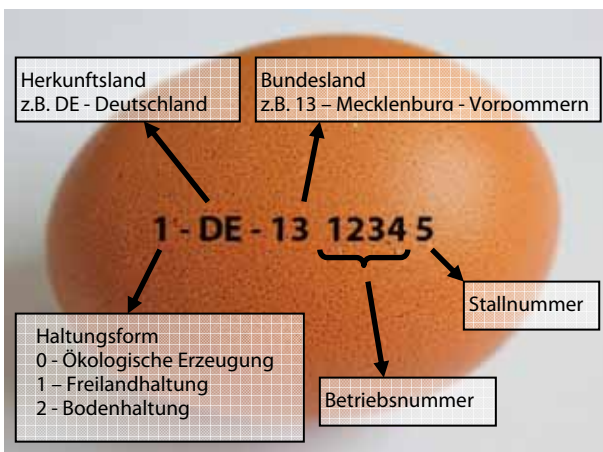 Herkunftsland
z.B. DE - Deutschland
Bundesland
z.B. 13 – Mecklenburg - Vorpommern
1 - DE - 13 1234 5
Stallnummer
Haltungsform
0 - Ökologische Erzeugung
1 – Freilandhaltung
2 - Bodenhaltung
Betriebsnummer